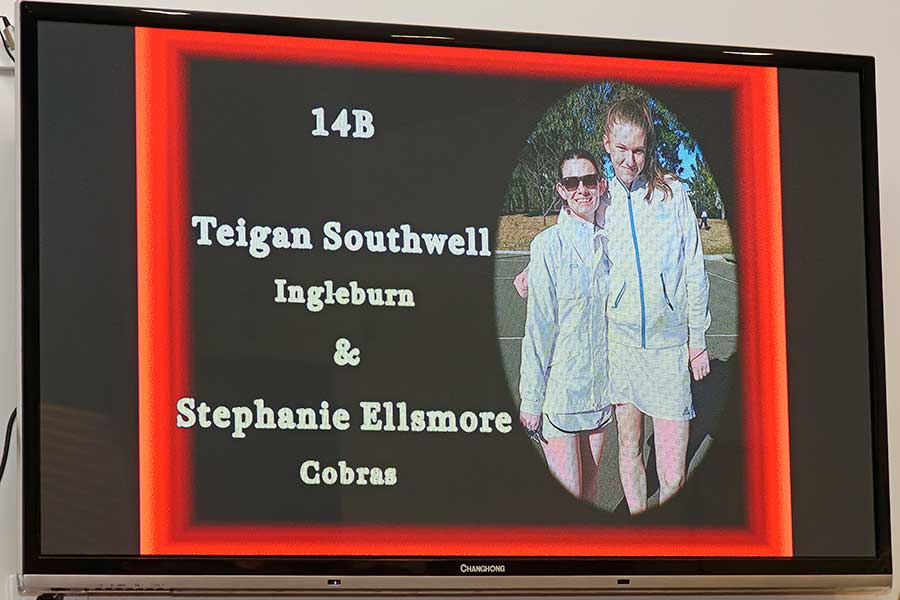 14B
Teigan Southwell
Ingleburn
&
Stephanie Ellsmore
Cobras
CHANGHONG